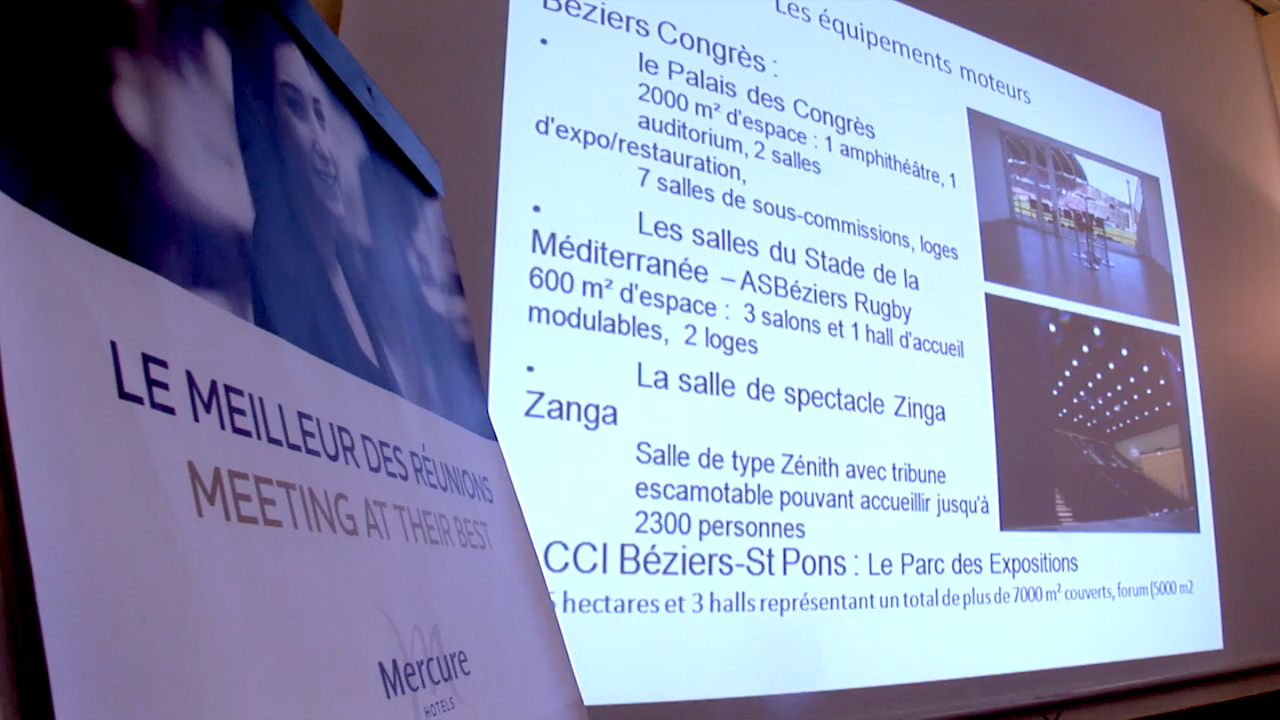 LE MEILLEUR DES RÉUNIONS
MEETING AT THEIR BEST
Mercure
HOTELS
Les équipements moteurs
Béziers Congrès :
• le Palais des Congrès
2000 m² d'espace : 1 amphithéâtre, 1
auditorium, 2 salles
d'expo/restauration,
7 salles de sous-commissions, loges
• Les salles du Stade de la
Méditerranée – ASBéziers Rugby
600 m² d'espace : 3 salons et 1 hall d'accueil
modulables, 2 loges
• La salle de spectacle Zinga
Zanga
Salle de type Zénith avec tribune
escamotable pouvant accueillir jusqu'à
2300 personnes
CCI Béziers-St Pons : Le Parc des Expositions
hectares et 3 halls représentant un total de plus de 7000 m² couverts, forum (5000 m2